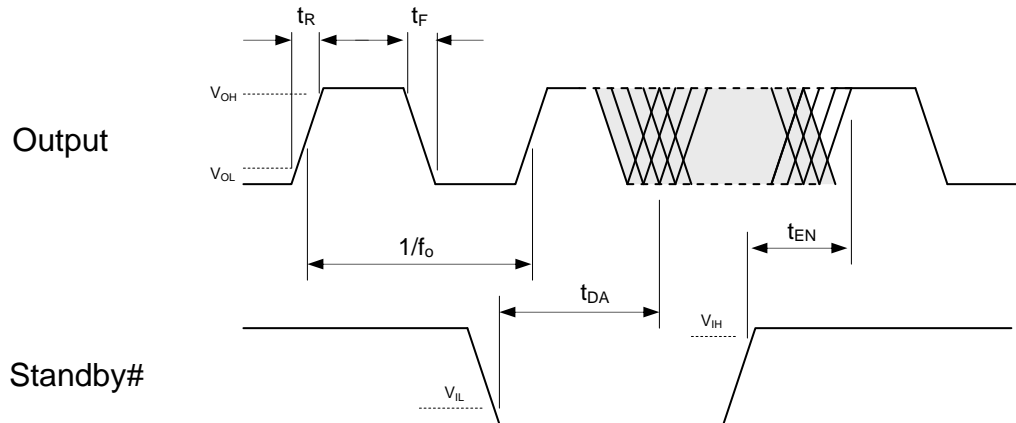 tR
tF
VOH
Output
VOL
1/fo
tEN
tDA
VIH
Standby#
VIL